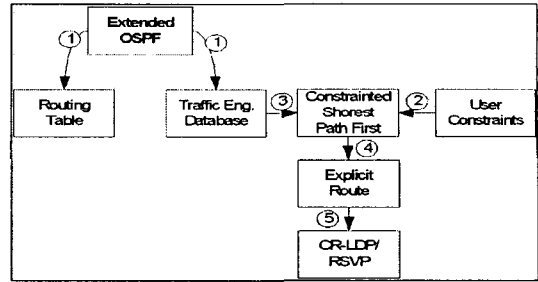 Extended
OSPF
1
1
Routing
Table
Traffic Eng.
Database
3
Constrainted
Shorest
Path First
2
User
Constraints
4
Explicit
Route
5
CR-LDP/
RSVP